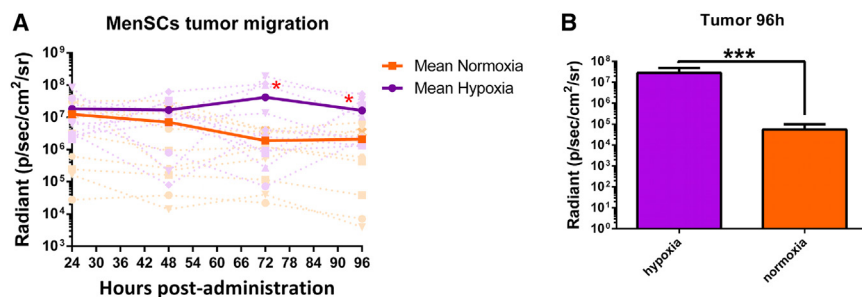 A
MenSCs tumor migration
Radiant (p/sec/cm²/sr)
10⁹
10⁸
10⁷
10⁶
10⁵
10⁴
10³
* *
24 30 36 42 48 54 60 66 72 78 84 90 96
Hours post-administration
Mean Normoxia
Mean Hypoxia
B
Tumor 96h
Radiant (p/sec/cm²/sr)
10⁸
10⁷
10⁶
10⁵
10⁴
10³
10²
10¹
10⁰
***
hypoxia
normoxia